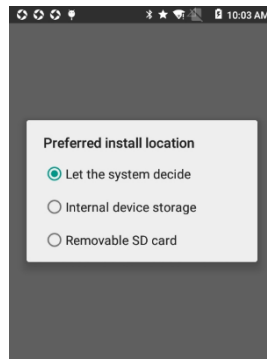 10:03 AM
Preferred install location
Let the system decide
Internal device storage
Removable SD card